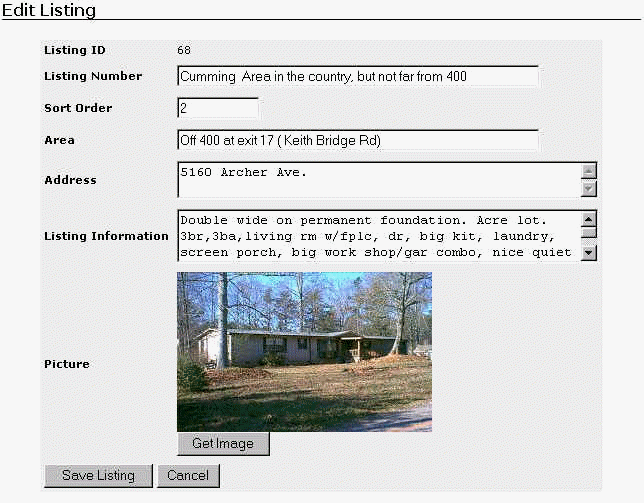 Edit Listing
Listing ID 68
Listing Number Cumming Area in the country, but not far from 400
Sort Order 2
Area Off 400 at exit 17 ( Keith Bridge Rd)
Address 5160 Archer Ave.
Listing Information Double wide on permanent foundation. Acre lot.
3br,3ba,living rm w/fplc, dr, big kit, laundry,
screen porch, big work shop/gar combo, nice quiet
Picture
Get Image
Save Listing Cancel